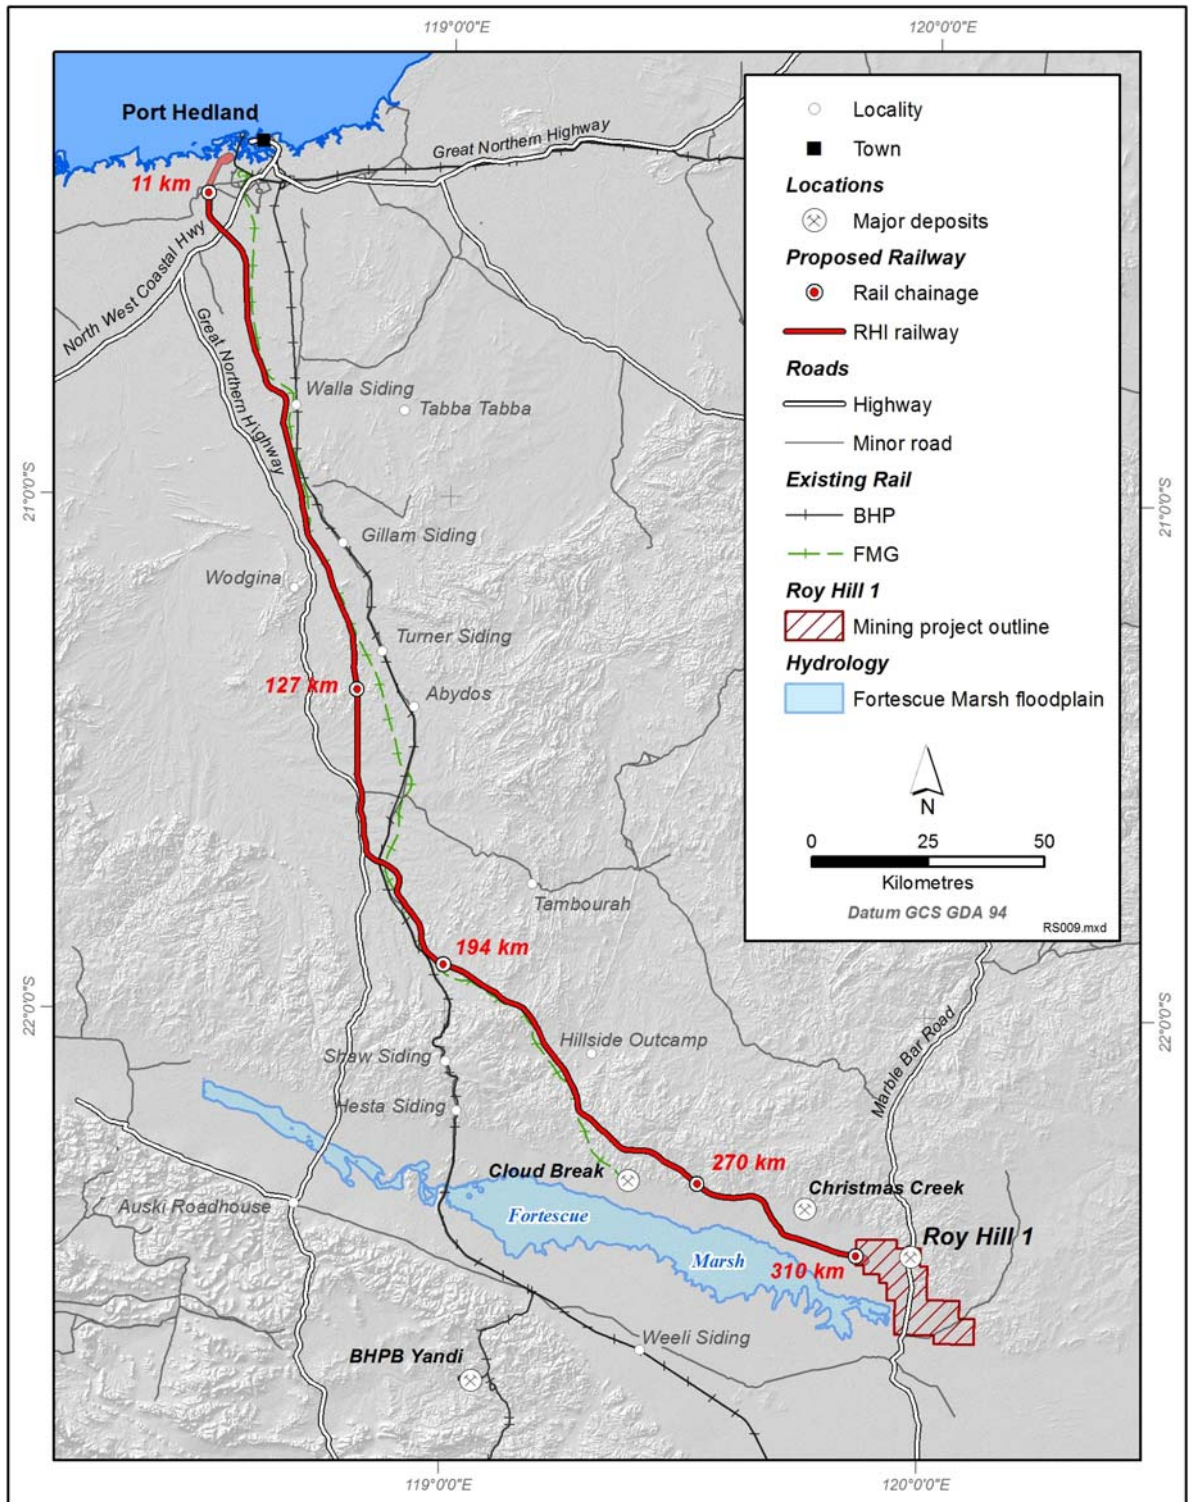 119°0'0"E
120°0'0"E
Port Hedland
Great Northern Highway
11 km
North West Coastal Hwy
Great Northern Highway
Walla Siding
Tabba Tabba
21°0'0"S
21°0'0"S
Gillam Siding
Wodgina
Turner Siding
127 km
Abydos
Tambourah
194 km
22°0'0"S
22°0'0"S
Hillside Outcamp
Shaw Siding
Marble Bar Road
Hesta Siding
270 km
Cloud Break
Christmas Creek
Auski Roadhouse
Fortescue
Roy Hill 1
Marsh
310 km
Weeli Siding
BHPB Yandi
119°0'0"E
120°0'0"E
Locality
Town
Locations
Major deposits
Proposed Railway
Rail chainage
RHI railway
Roads
Highway
Minor road
Existing Rail
BHP
FMG
Roy Hill 1
Mining project outline
Hydrology
Fortescue Marsh floodplain
N
0 25 50
Kilometres
Datum GCS GDA 94
RS009.mxd